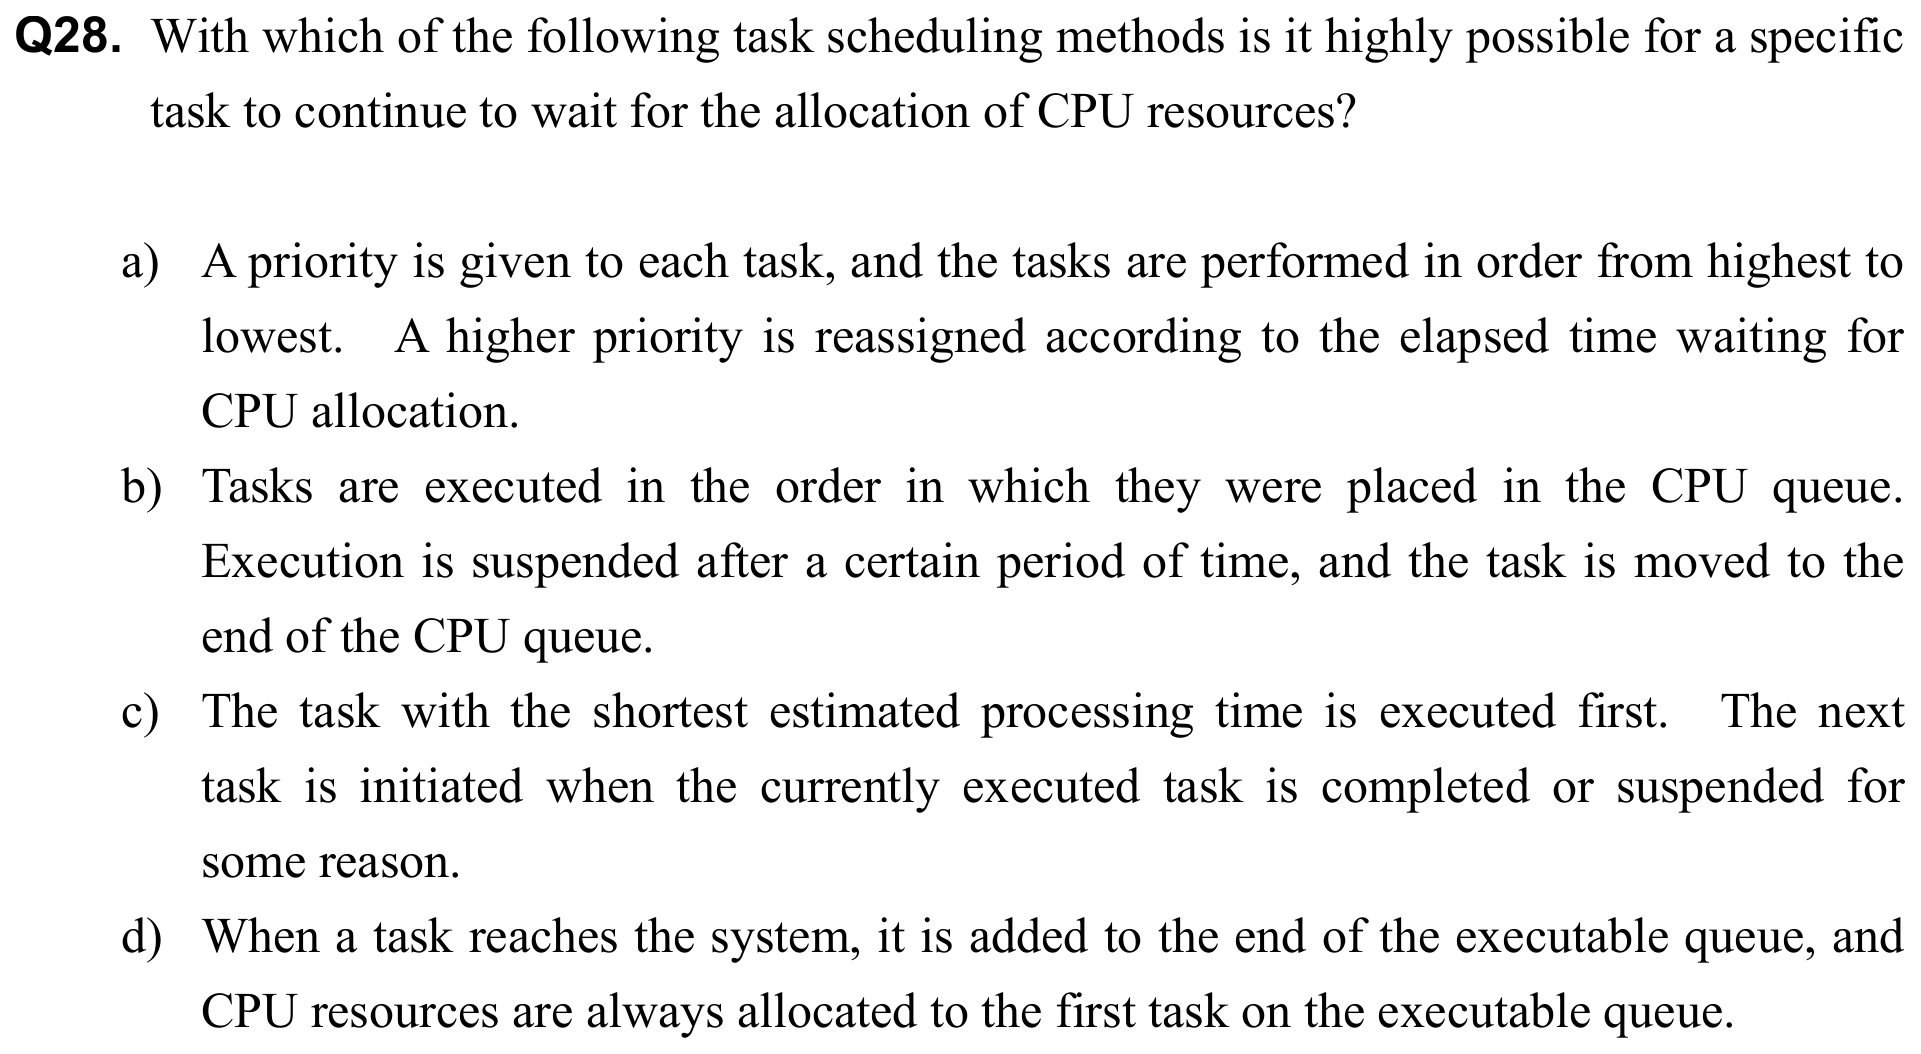 Q28. With which of the following task scheduling methods is it highly possible for a specific
task to continue to wait for the allocation of CPU resources?
a) A priority is given to each task, and the tasks are performed in order from highest to
lowest. A higher priority is reassigned according to the elapsed time waiting for
CPU allocation.
b) Tasks are executed in the order in which they were placed in the CPU queue.
Execution is suspended after a certain period of time, and the task is moved to the
end of the CPU queue.
c) The task with the shortest estimated processing time is executed first. The next
task is initiated when the currently executed task is completed or suspended for
some reason.
d) When a task reaches the system, it is added to the end of the executable queue, and
CPU resources are always allocated to the first task on the executable queue.